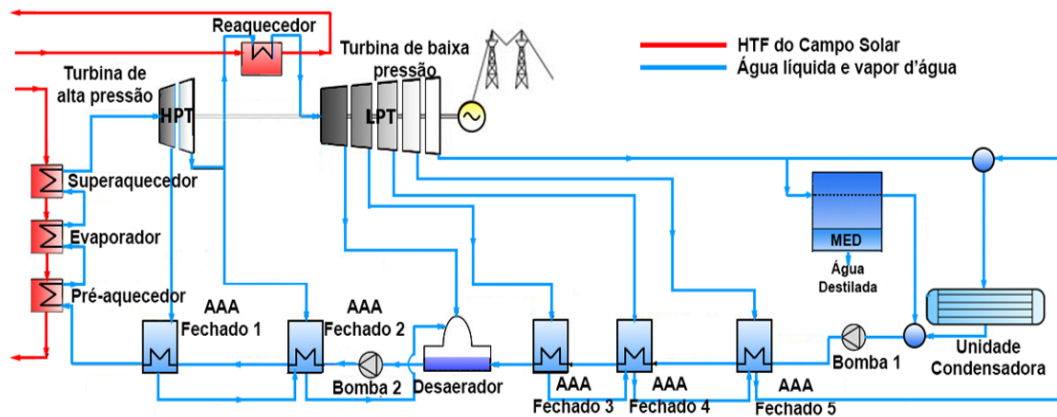 Reaquecedor
Turbina de
alta pressão
HPT
Turbina de baixa
pressão
LPT
HTF do Campo Solar
Água líquida e vapor d'água
Superaquecedor
Evaporador
Pré-aquecedor
AAA
Fechado 1
AAA
Fechado 2
Bomba 2
Desaerador
AAA
Fechado 3
AAA
Fechado 4
AAA
Fechado 5
Bomba 1
MED
Água
Destilada
Unidade
Condensadora